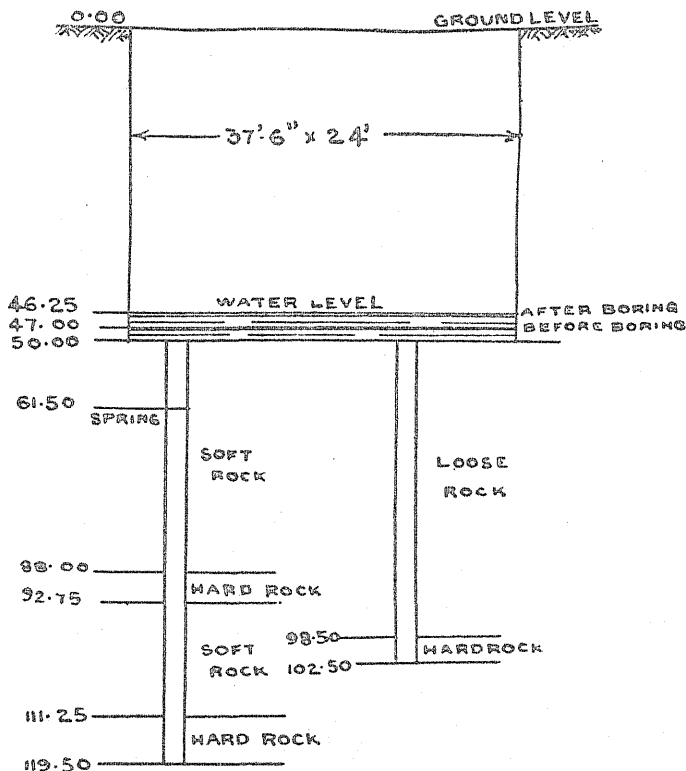 0.00 GROUND LEVEL
37'-6" x 24'
46.25 WATER LEVEL AFTER BORING
47.00 BEFORE BORING
50.00
61.50
SPRING
SOFT
ROCK
LOOSE
ROCK
88.00
HARD ROCK
92.75
SOFT
ROCK
98.50
HARDROCK
102.50
111.25
HARD ROCK
119.50